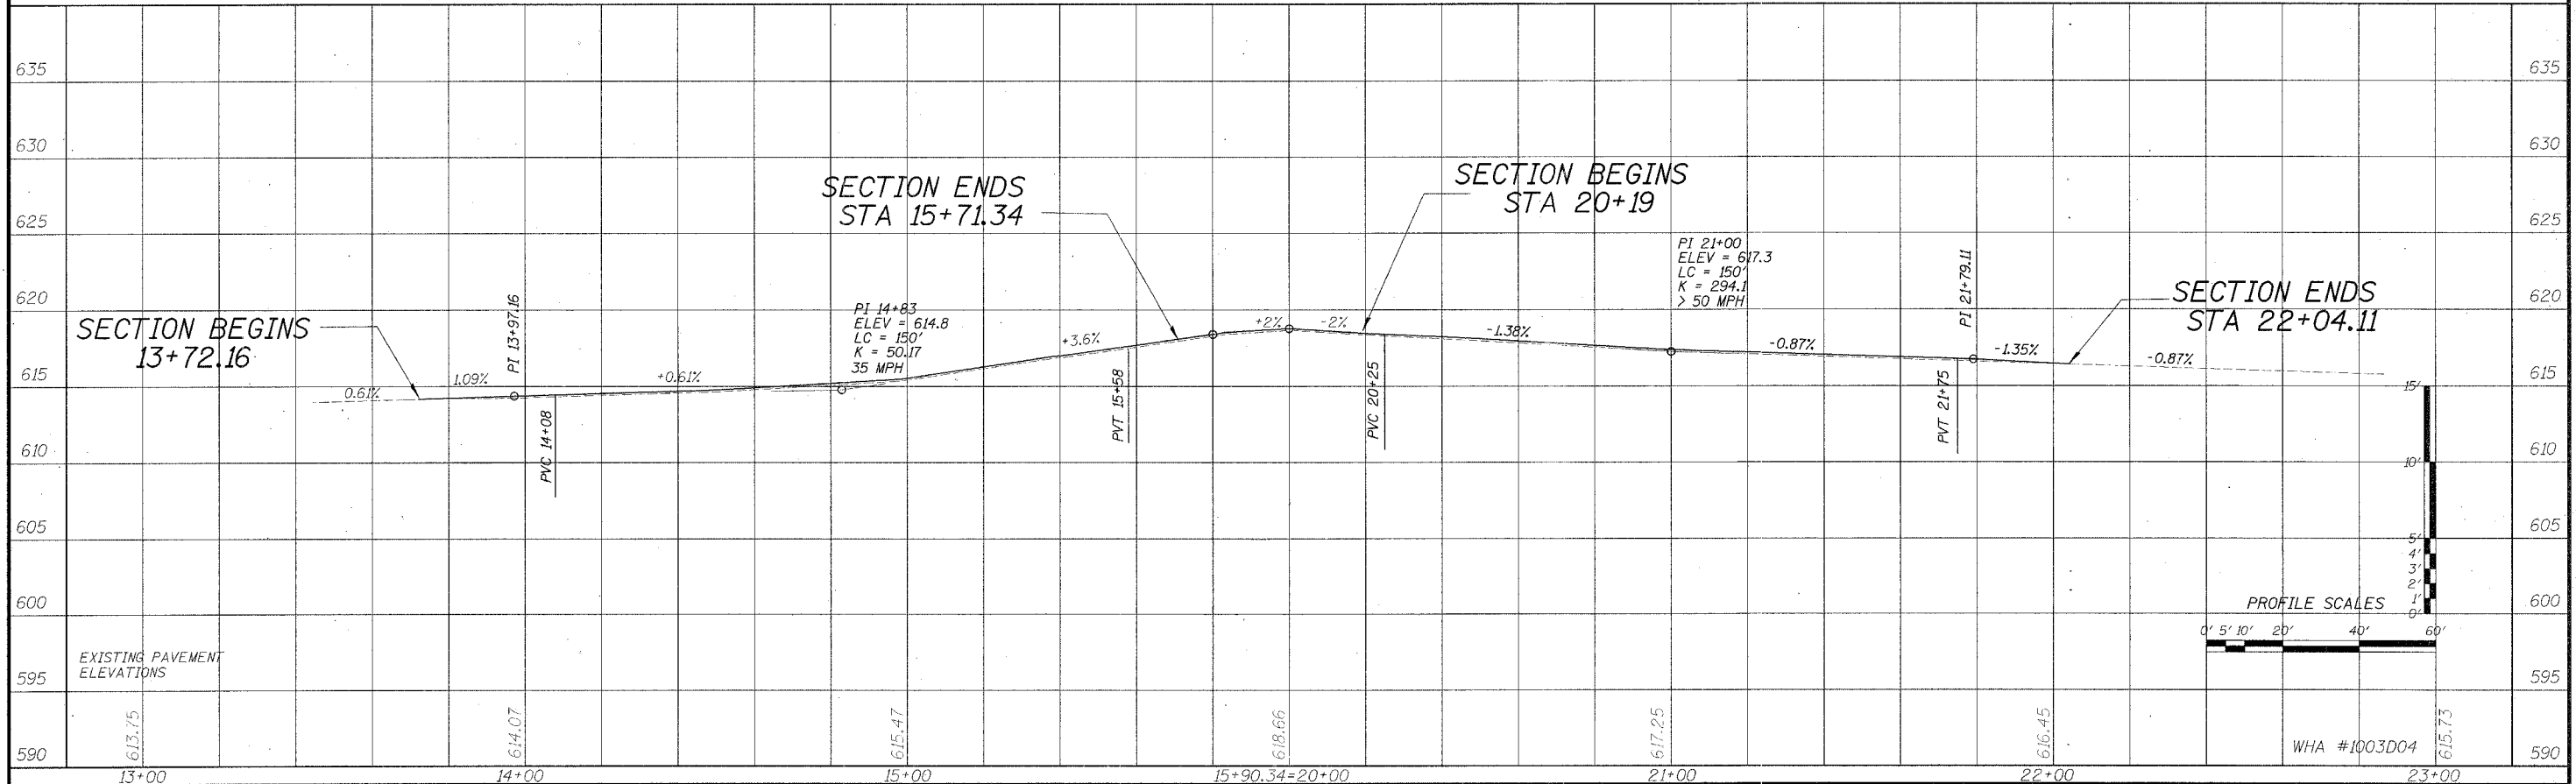 635
635
630
630
625
625
620
620
615
615
610
610
605
605
600
600
595
595
590
590
SECTION BEGINS
13+72.16
0.61%
1.09%
PI 13+97.16
PVC 14+08
+0.61%
PI 14+83
ELEV = 614.8
LC = 150'
K = 50.17
35 MPH
SECTION ENDS
STA 15+71.34
+3.6%
PVT 15+58
+2%
-2%
SECTION BEGINS
STA 20+19
PVC 20+25
-1.38%
PI 21+00
ELEV = 617.3
LC = 150'
K = 294.1
> 50 MPH
-0.87%
PI 21+79.11
PVT 21+75
-1.35%
SECTION ENDS
STA 22+04.11
-0.87%
15'
10'
5'
4'
3'
2'
1'
0'
PROFILE SCALES
0' 5' 10' 20' 40' 60'
EXISTING PAVEMENT
ELEVATIONS
613.75
614.07
615.47
618.66
617.25
616.45
615.73
WHA #1003D04
13+00
14+00
15+00
15+90.34=20+00
21+00
22+00
23+00